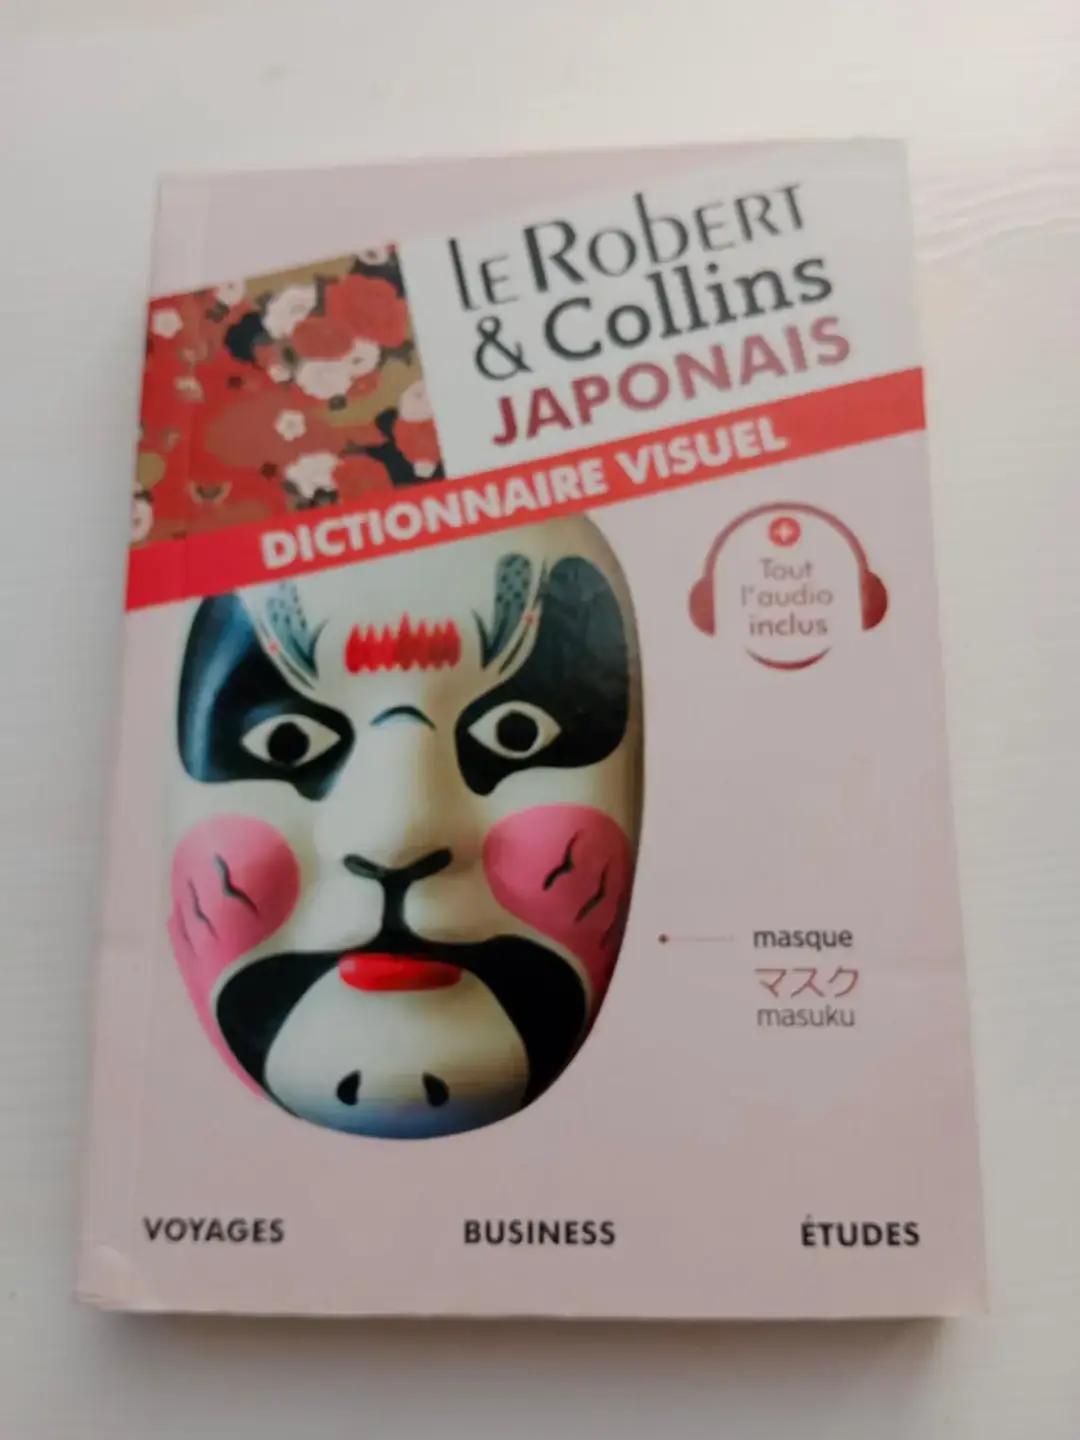 le Robert
& Collins
JAPONAIS
DICTIONNAIRE VISUEL
+
Tout
l'audio
inclus
masque
マスク
masuku
VOYAGES
BUSINESS
ÉTUDES